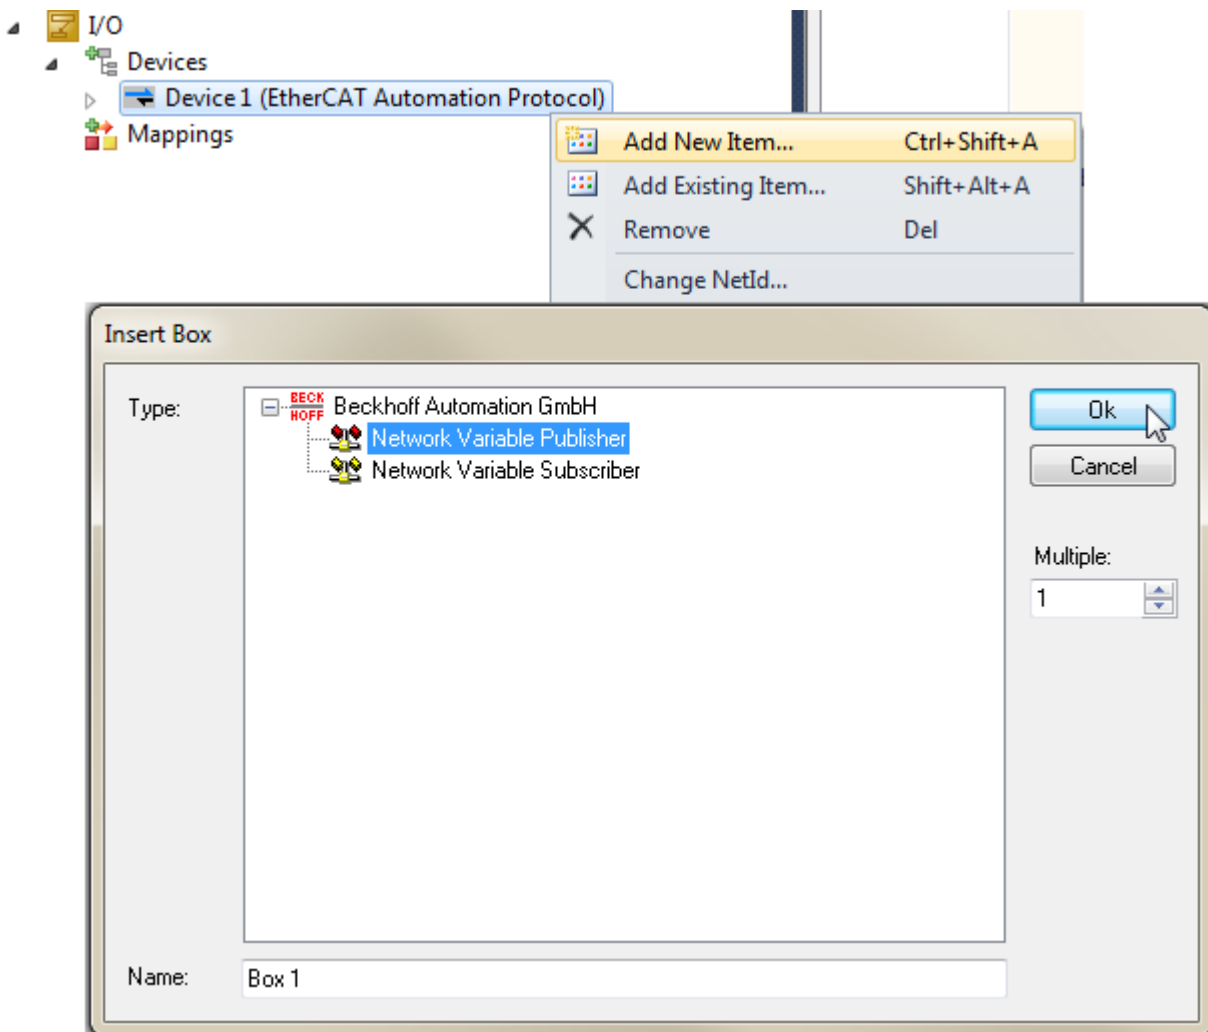 I/O
Devices
Device 1 (EtherCAT Automation Protocol)
Mappings
Add New Item... Ctrl+Shift+A
Add Existing Item... Shift+Alt+A
Remove Del
Change NetId...
Insert Box
Type:
BECK
HOFF
Beckhoff Automation GmbH
Network Variable Publisher
Network Variable Subscriber
Ok
Cancel
Multiple:
1
Name:
Box 1